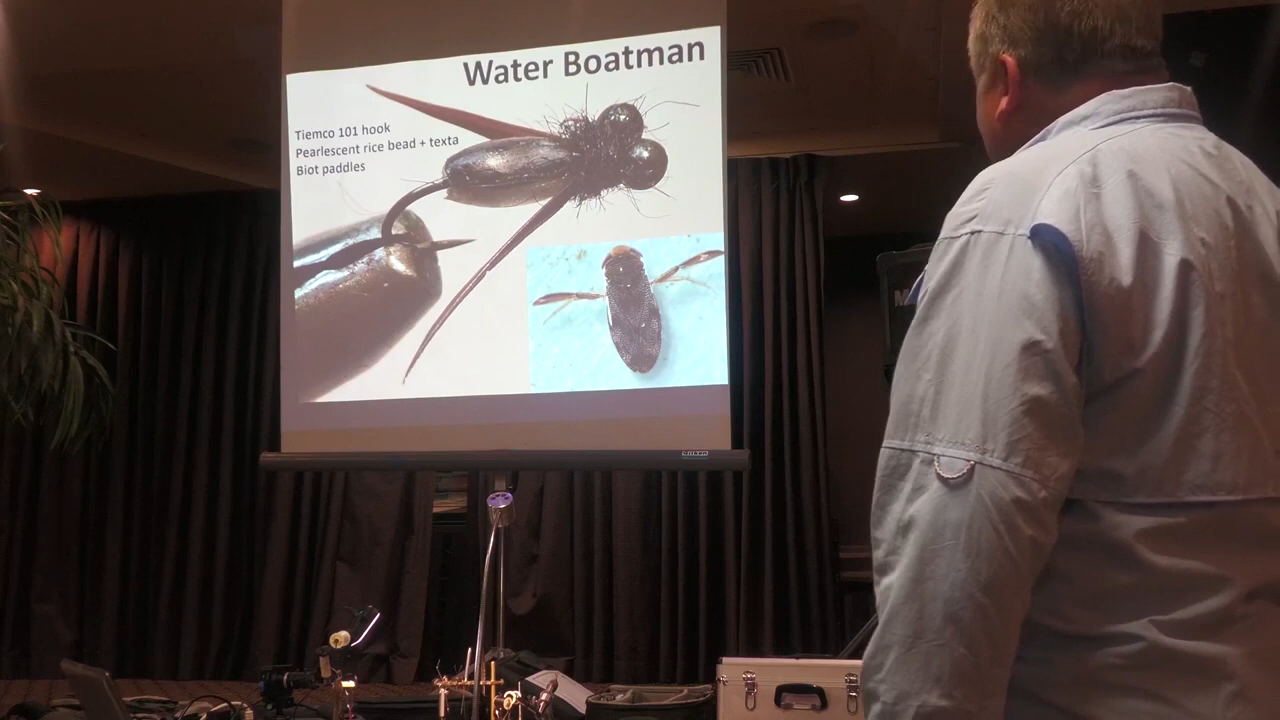 Water Boatman
Tiemco 101 hook
Pearlescent rice bead + texta
Biot paddles